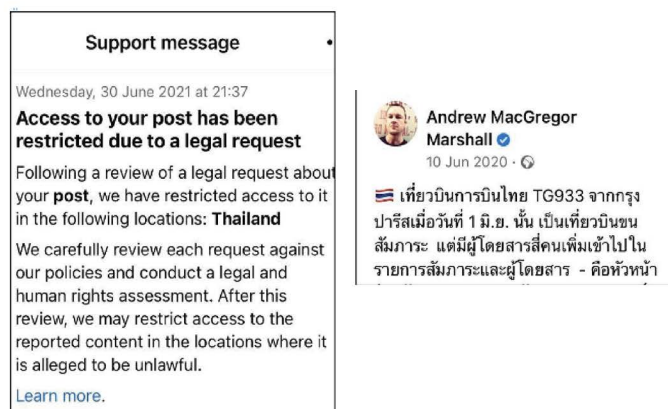 Support message
Wednesday, 30 June 2021 at 21:37
Access to your post has been
restricted due to a legal request
Following a review of a legal request about
your post, we have restricted access to it
in the following locations: Thailand
We carefully review each request against
our policies and conduct a legal and
human rights assessment. After this
review, we may restrict access to the
reported content in the locations where it
is alleged to be unlawful.
Learn more.
Andrew MacGregor
Marshall
10 Jun 2020 ·
เที่ยวบินการบินไทย TG933 จากกรุง
ปารีสเมื่อวันที่ 1 มิ.ย. นั้น เป็นเที่ยวบินขน
สัมภาระ แต่มีผู้โดยสารสี่คนเพิ่มเข้าไปใน
รายการสัมภาระและผู้โดยสาร - คือหัวหน้า